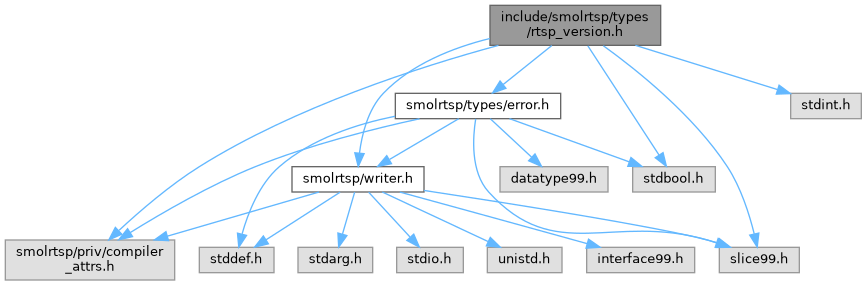 include/smolrtsp/types
/rtsp_version.h
smolrtsp/types/error.h
stdint.h
smolrtsp/writer.h
datatype99.h
stdbool.h
smolrtsp/priv/compiler
_attrs.h
stddef.h
stdarg.h
stdio.h
unistd.h
interface99.h
slice99.h